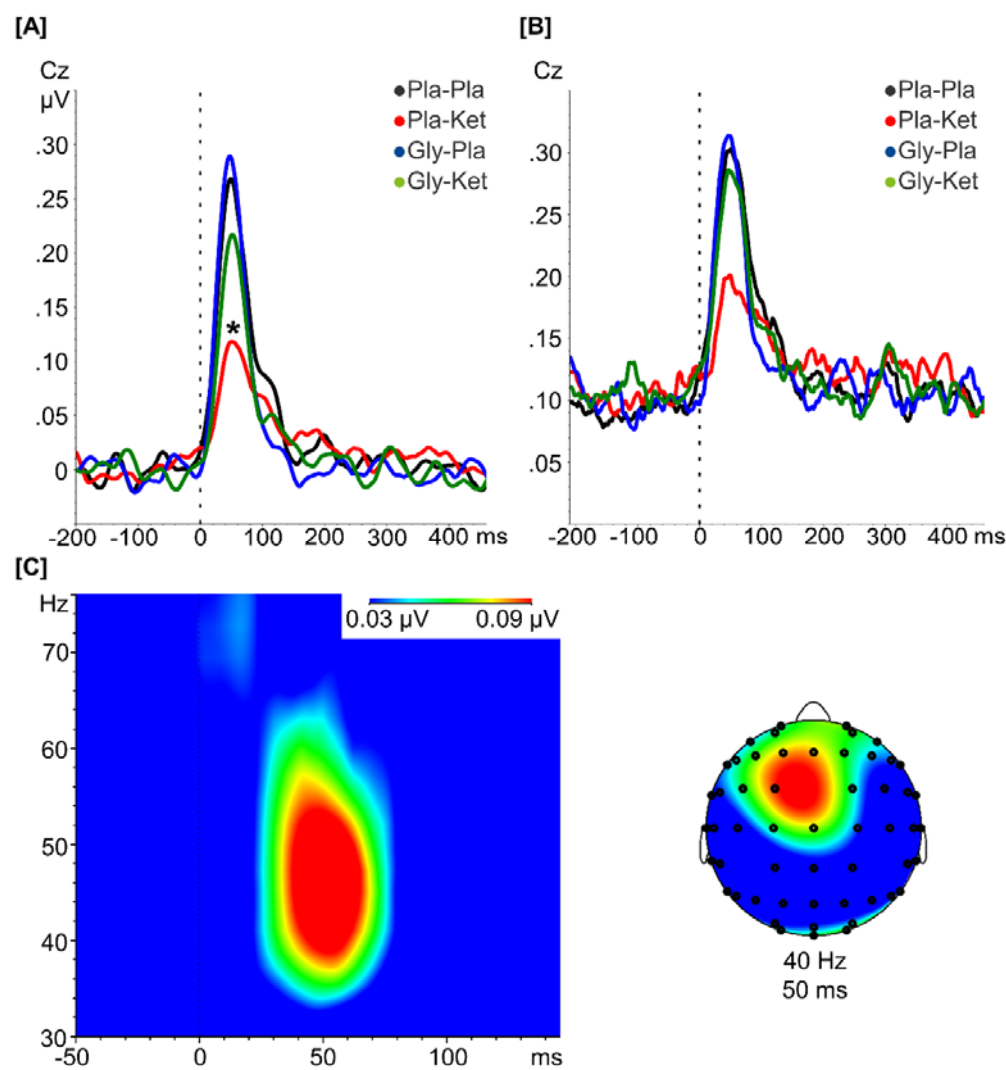 [A]
Cz
µV
.30
.25
.20
.15
.10
.05
0
-200 -100 0 100 200 300 400 ms
Pla-Pla
Pla-Ket
Gly-Pla
Gly-Ket
*
[B]
Cz
.30
.25
.20
.15
.10
.05
-200 -100 0 100 200 300 400 ms
Pla-Pla
Pla-Ket
Gly-Pla
Gly-Ket
[C]
Hz
70
60
50
40
30
-50 0 50 100 ms
0.03 µV 0.09 µV
40 Hz
50 ms